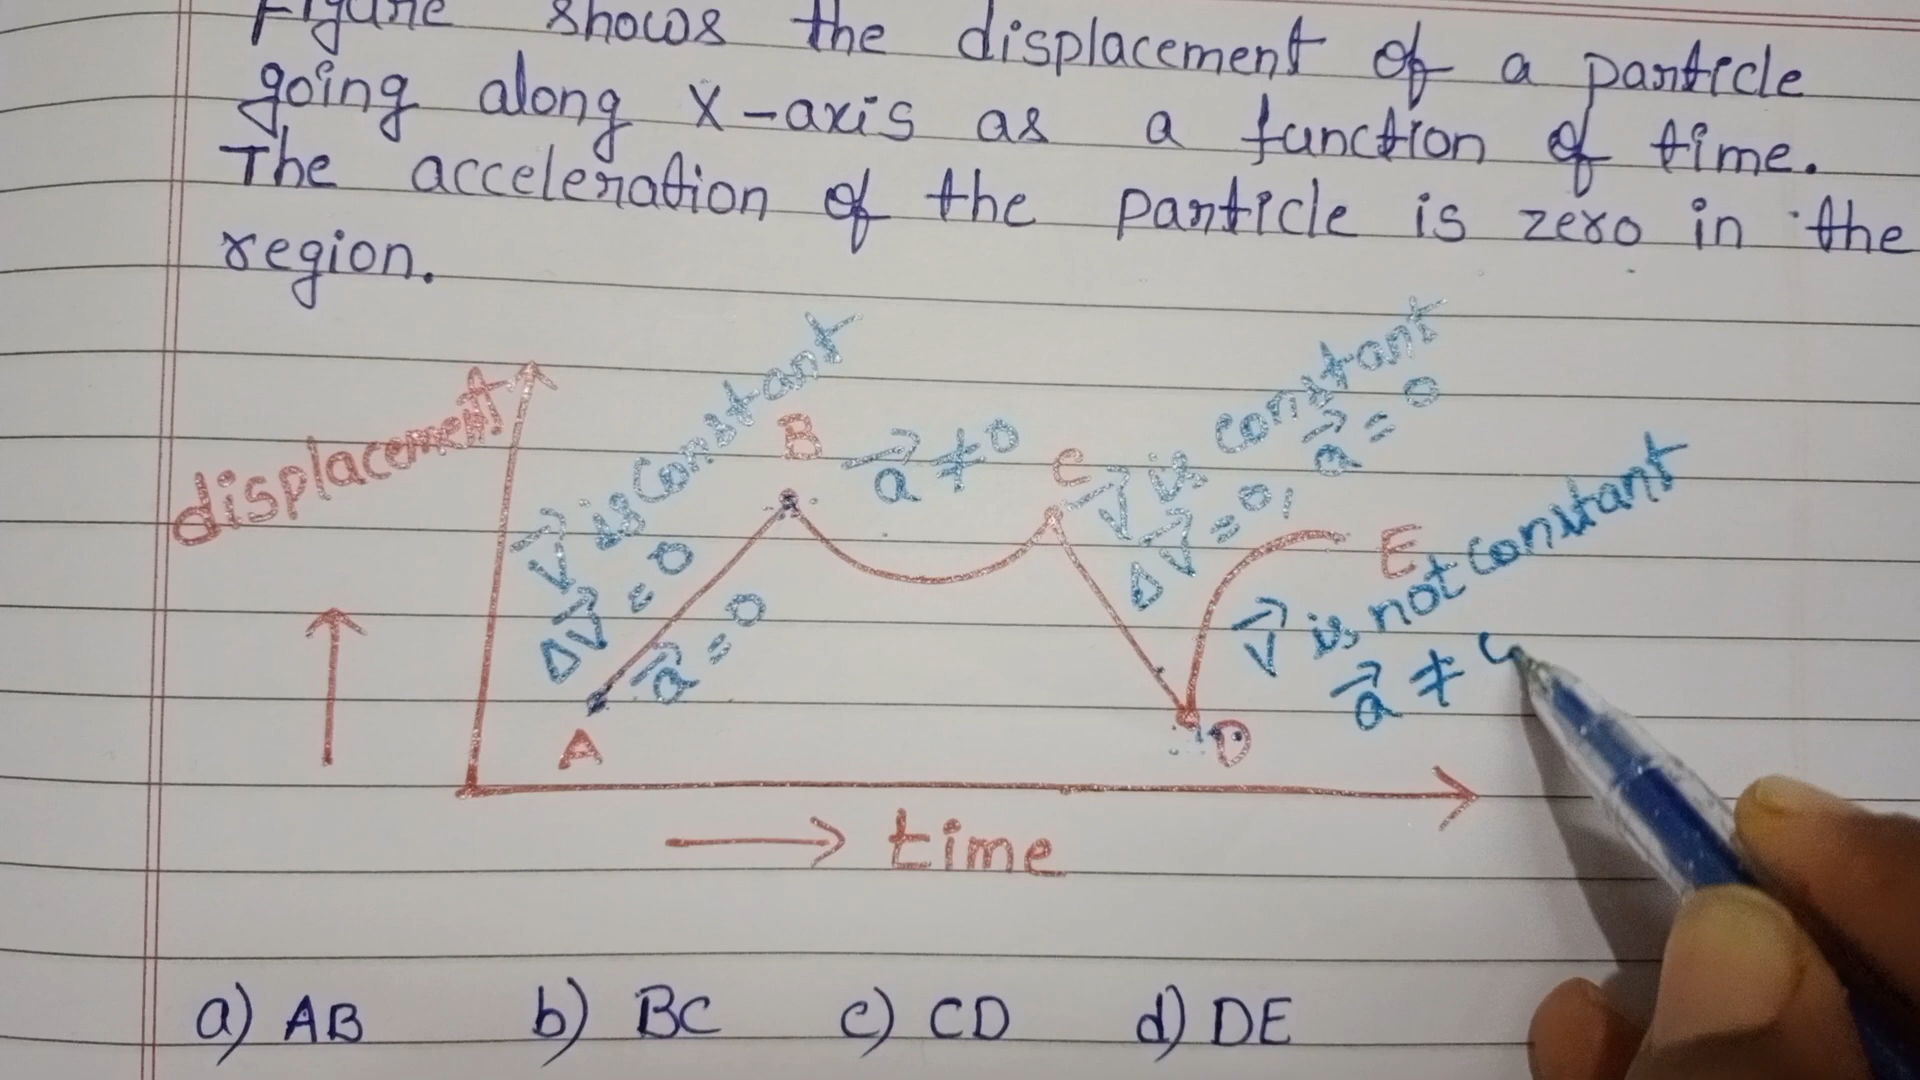 Figure shows the displacement of a particle
going along X-axis as a function of time.
The acceleration of the particle is zero in the
region.
displacement
V⃗ is constant
ΔV⃗ = 0
a⃗ = 0
A
B
a⃗ ≠ 0
C
V⃗ is constant
ΔV⃗ = 0, a⃗ = 0
D
E
V⃗ is not constant
a⃗ ≠
time
a) AB b) BC c) CD d) DE